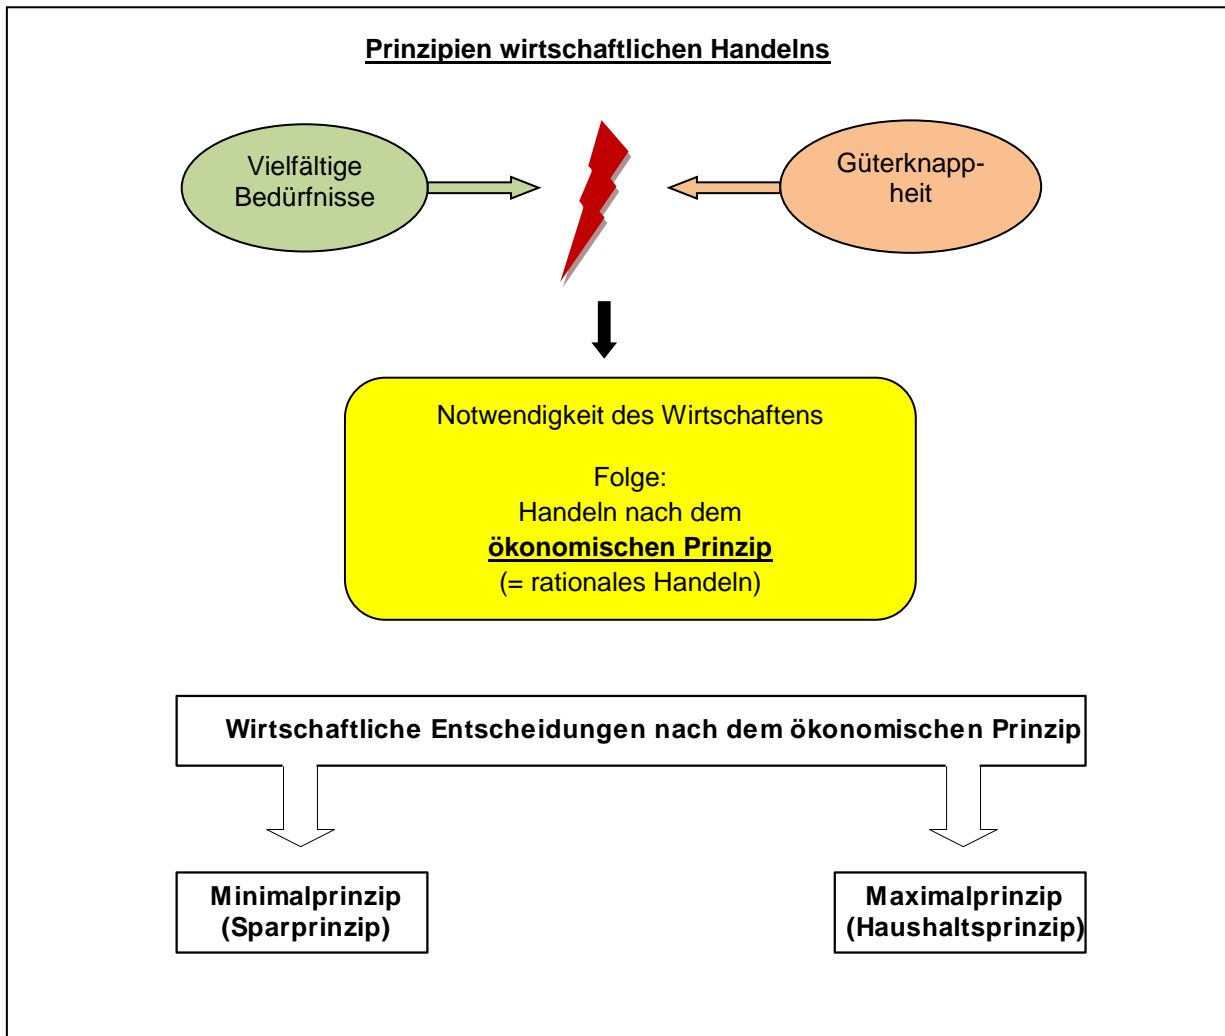 Prinzipien wirtschaftlichen Handelns
Vielfältige
Bedürfnisse
Güterknapp-
heit
Notwendigkeit des Wirtschaftens
Folge:
Handeln nach dem
ökonomischen Prinzip
(= rationales Handeln)
Wirtschaftliche Entscheidungen nach dem ökonomischen Prinzip
Minimalprinzip
(Sparprinzip)
Maximalprinzip
(Haushaltsprinzip)